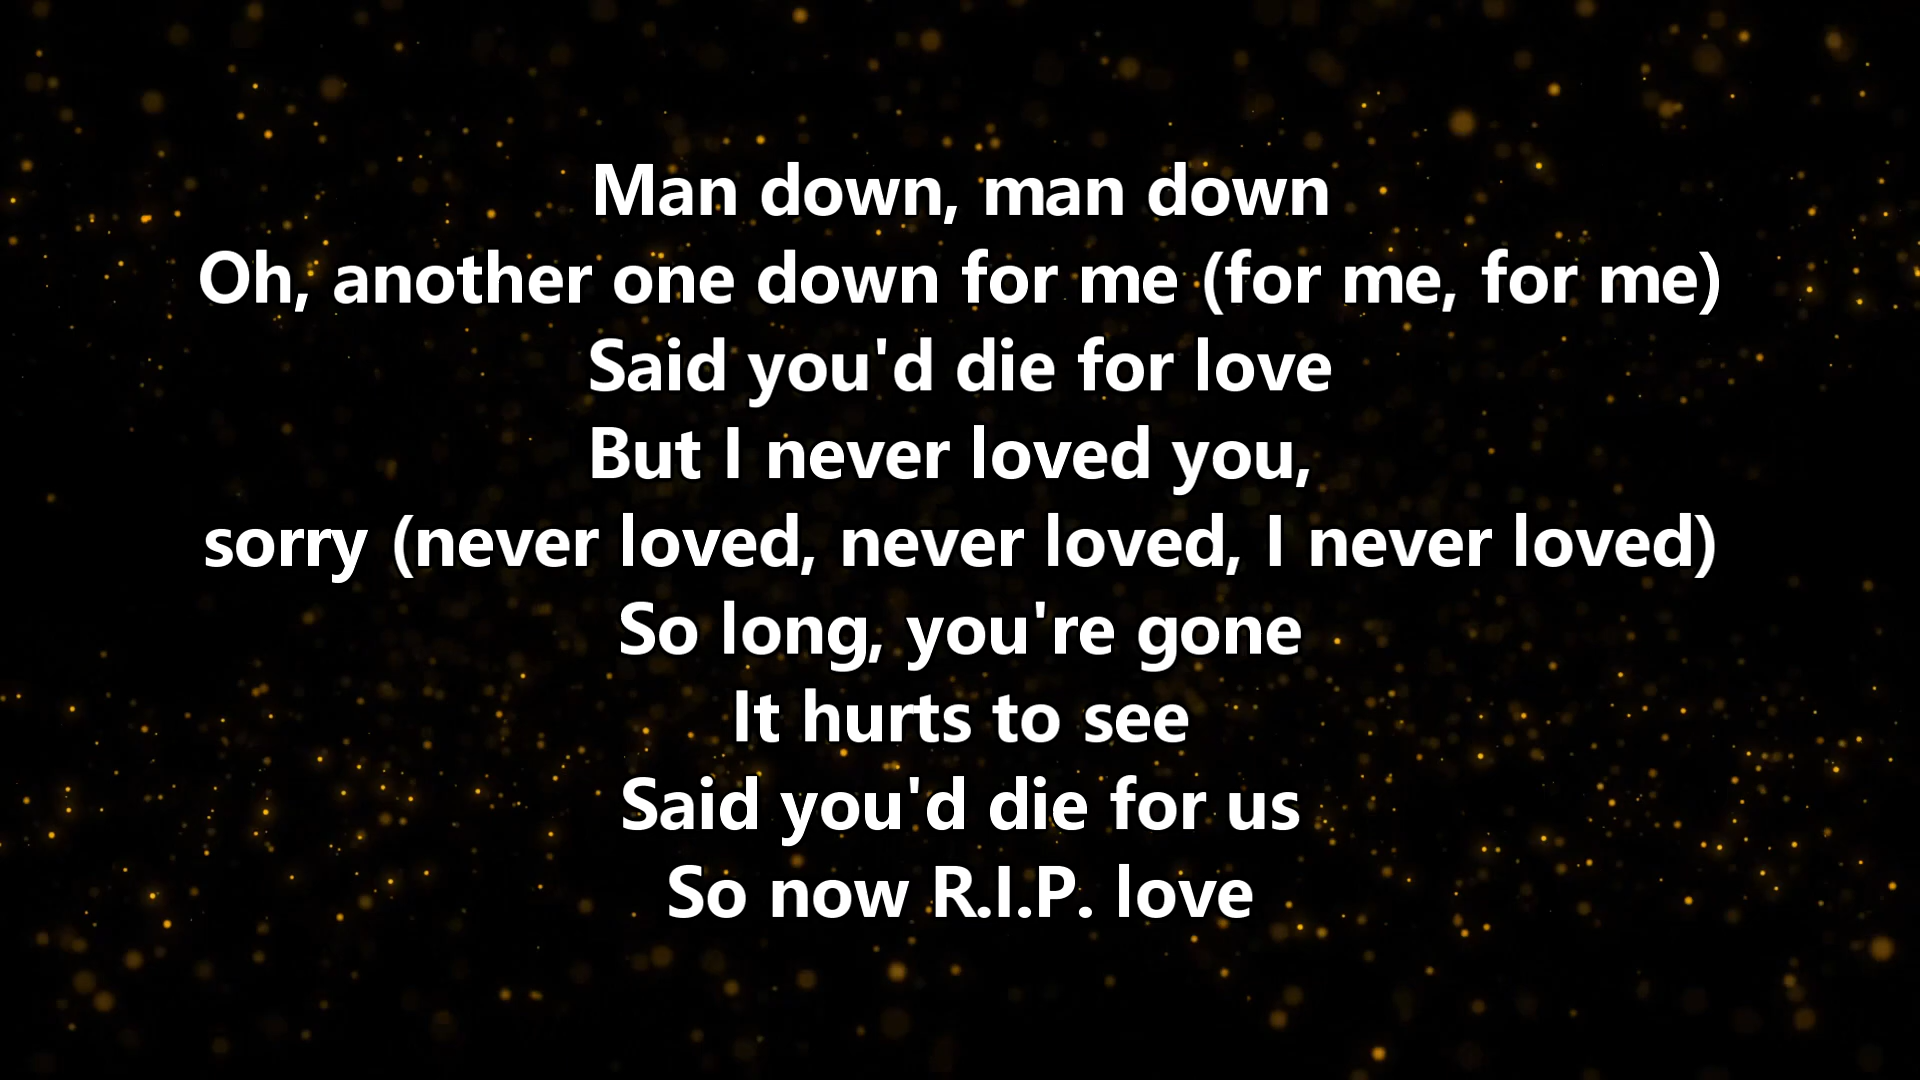 Man down, man down
Oh, another one down for me (for me, for me)
Said you'd die for love
But I never loved you,
sorry (never loved, never loved, I never loved)
So long, you're gone
It hurts to see
Said you'd die for us
So now R.I.P. love